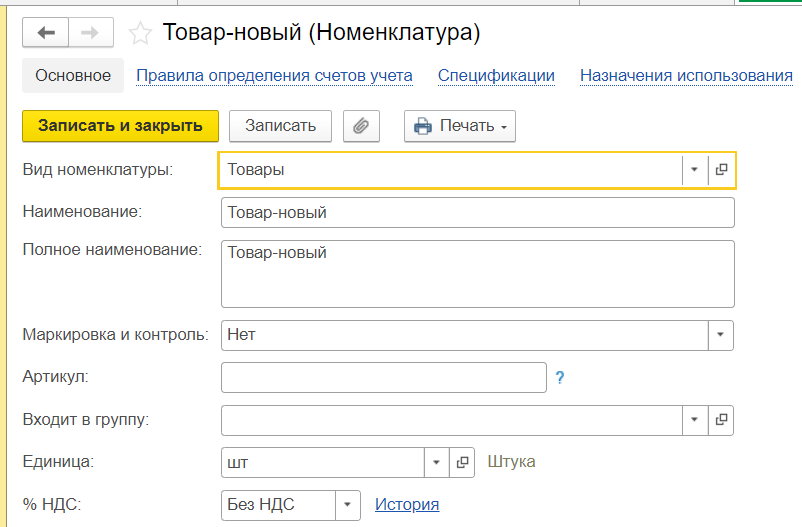 Товар-новый (Номенклатура)
Основное Правила определения счетов учета Спецификации Назначения использования
Записать и закрыть Записать Печать
Вид номенклатуры: Товары
Наименование: Товар-новый
Полное наименование: Товар-новый
Маркировка и контроль: Нет
Артикул: ?
Входит в группу:
Единица: шт Штука
% НДС: Без НДС История